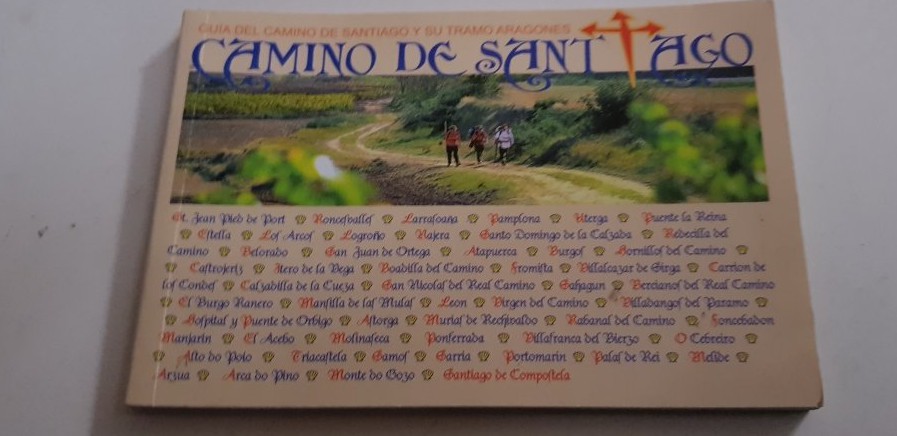 GUIA DEL CAMINO DE SANTIAGO Y SU TRAMO ARAGONES
CAMINO DE SANTIAGO
St. Jean Pied de Port Roncesvalles Larrasoana Pamplona Uterga Puente la Reina
Estella Los Arcos Logroño Najera Santo Domingo de la Calzada Redecilla del
Camino Belorado San Juan de Ortega Atapuerca Burgos Hornillos del Camino
Castrojeris Itero de la Vega Boadilla del Camino Fromista Villalcazar de Sirga Carrion de
los Condes Calzadilla de la Cueza San Nicolas del Real Camino Sahagun Bercianos del Real Camino
El Burgo Ranero Mansilla de las Mulas Leon Virgen del Camino Villadangos del Paramo
Hospital y Puente de Orbigo Astorga Murias de Rechivaldo Rabanal del Camino Foncebadon
Manjarin El Acebo Molinaseca Ponferrada Villafranca del Bierzo O Cebreiro
Alto do Poio Triacastela Samos Sarria Portomarin Palas de Rei Melide
Arzua Arca do Pino Monte do Gozo Santiago de Compostela